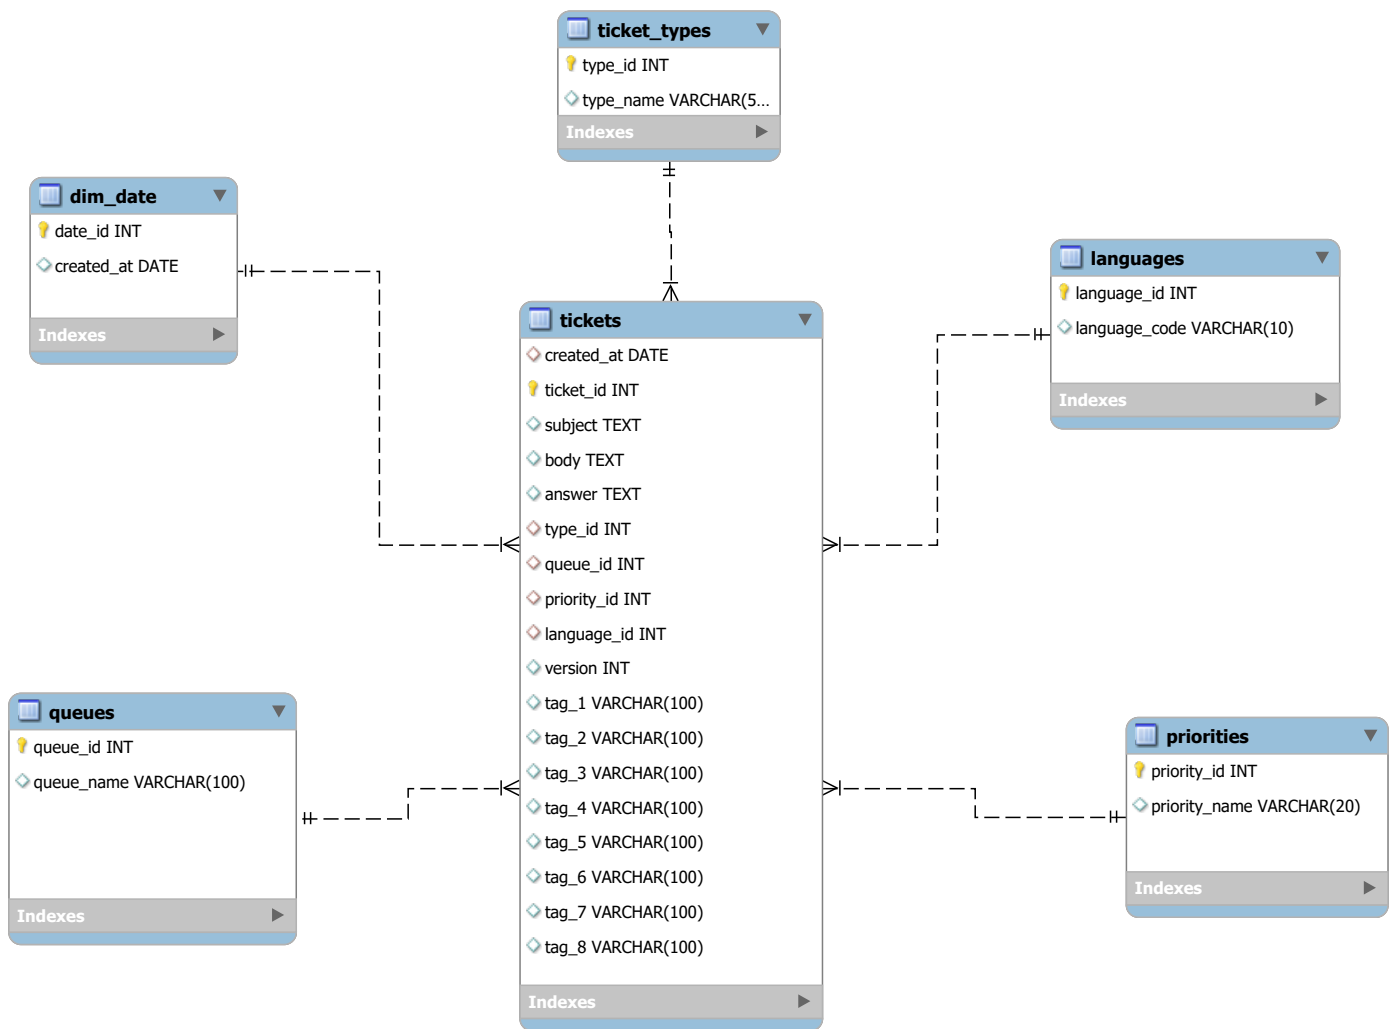 ticket_types
type_id INT
type_name VARCHAR(5...
Indexes
dim_date
date_id INT
created_at DATE
Indexes
languages
language_id INT
language_code VARCHAR(10)
Indexes
tickets
created_at DATE
ticket_id INT
subject TEXT
body TEXT
answer TEXT
type_id INT
queue_id INT
priority_id INT
language_id INT
version INT
tag_1 VARCHAR(100)
tag_2 VARCHAR(100)
tag_3 VARCHAR(100)
tag_4 VARCHAR(100)
tag_5 VARCHAR(100)
tag_6 VARCHAR(100)
tag_7 VARCHAR(100)
tag_8 VARCHAR(100)
Indexes
queues
queue_id INT
queue_name VARCHAR(100)
Indexes
priorities
priority_id INT
priority_name VARCHAR(20)
Indexes